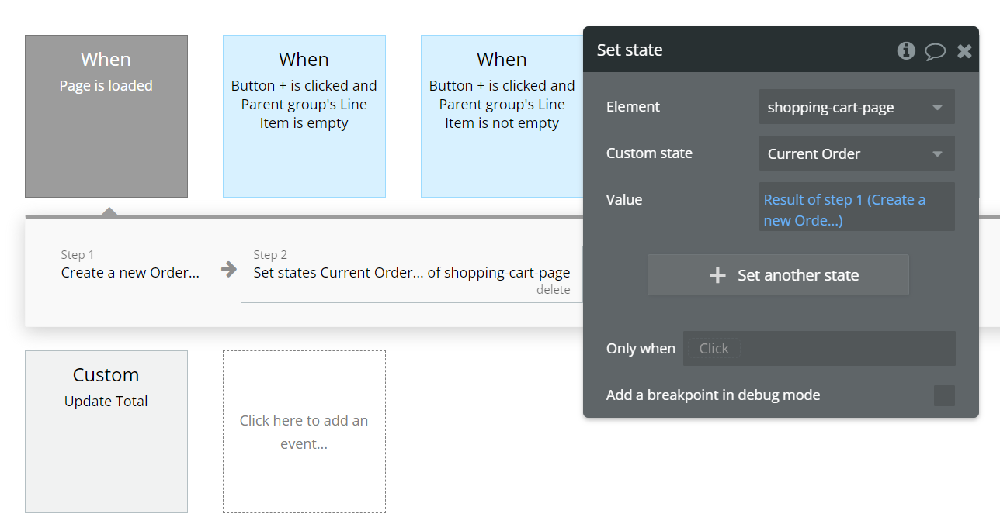 When
Page is loaded
When
Button + is clicked and
Parent group's Line
Item is empty
When
Button + is clicked and
Parent group's Line
Item is not empty
Step 1
Create a new Order...
Step 2
Set states Current Order... of shopping-cart-page
delete
Custom
Update Total
Click here to add an
event...
Set state
Element
shopping-cart-page
Custom state
Current Order
Value
Result of step 1 (Create a
new Orde...)
Set another state
Only when
Click
Add a breakpoint in debug mode